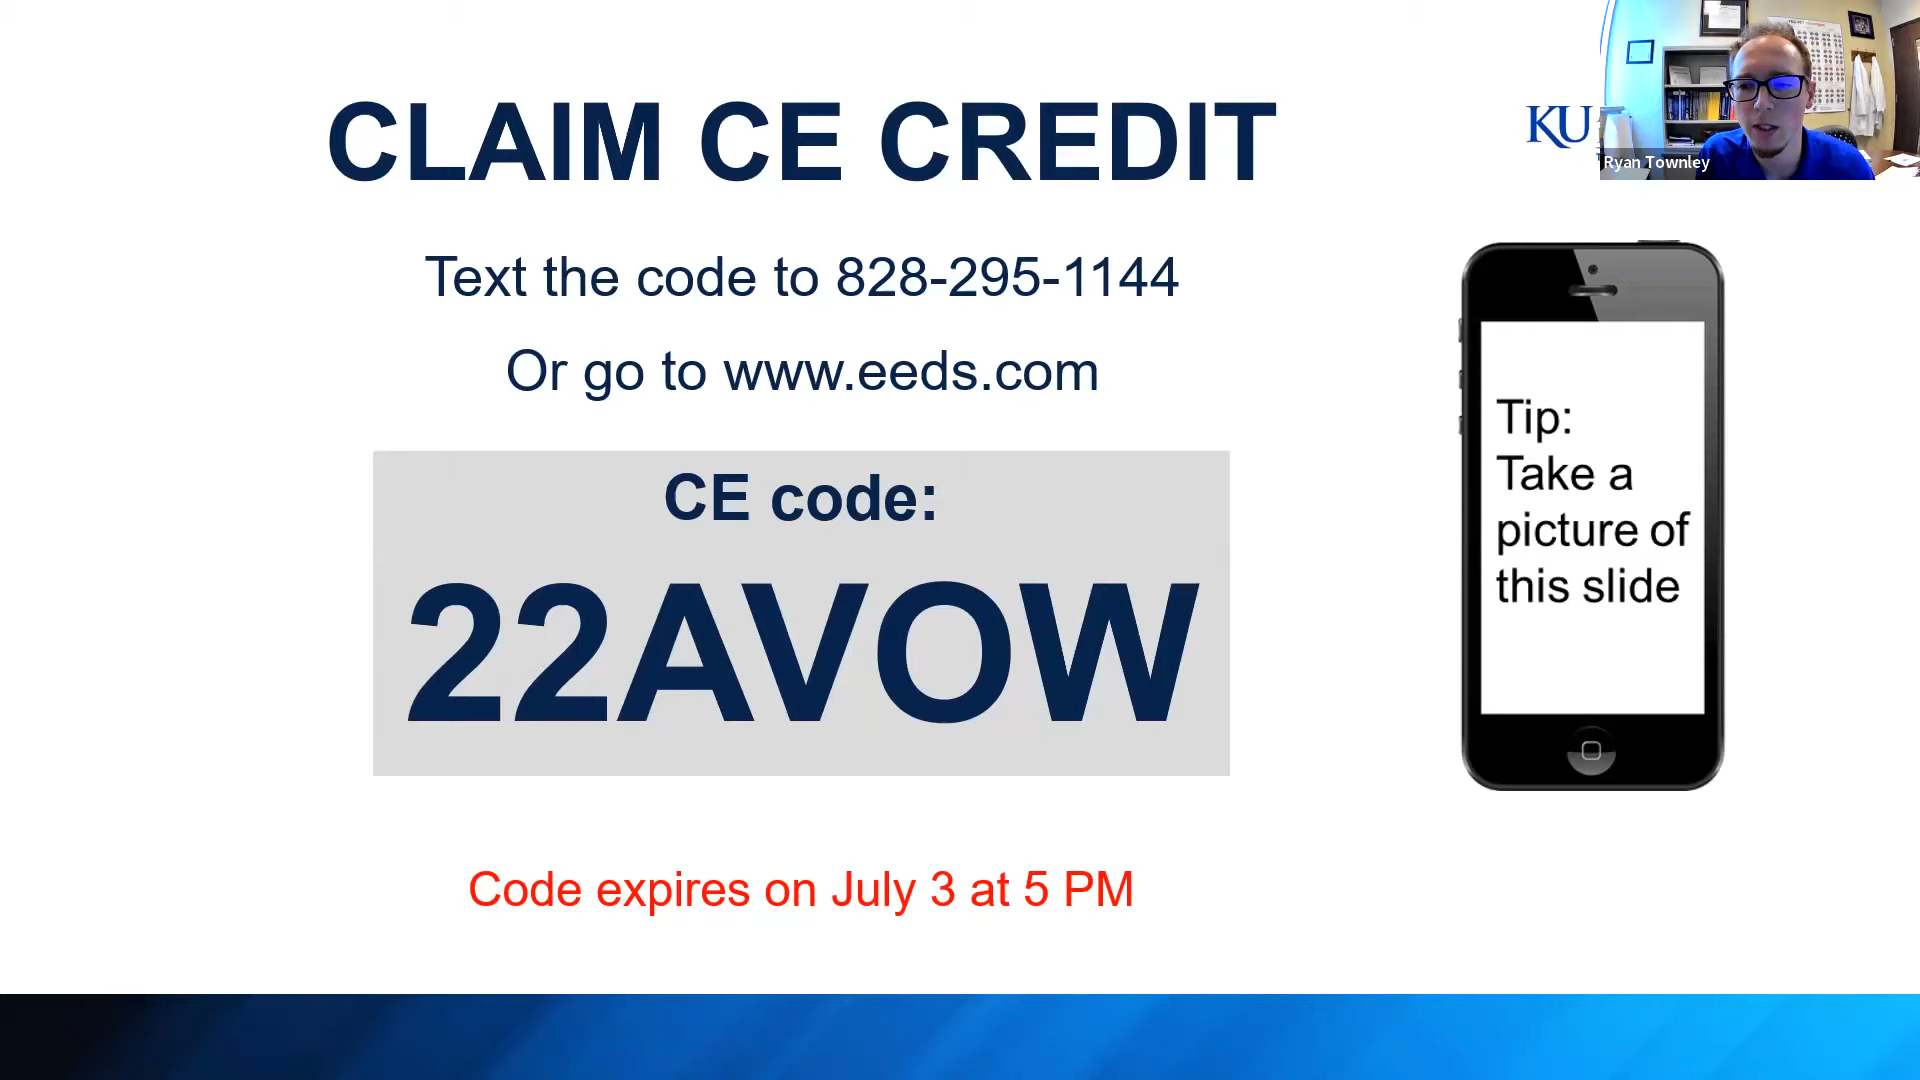 CLAIM CE CREDIT
KU
Ryan Townley
Text the code to 828-295-1144
Or go to www.eeds.com
CE code:
22AVOW
Tip:
Take a
picture of
this slide
Code expires on July 3 at 5 PM